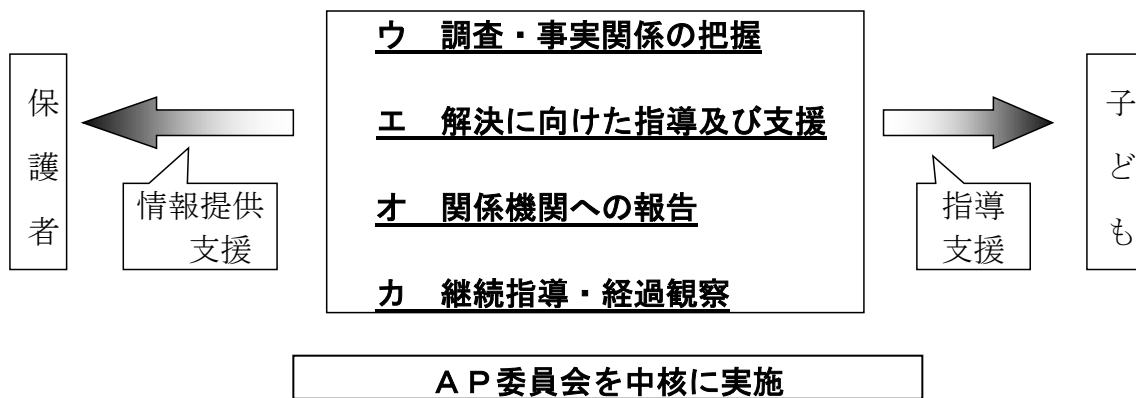 保護者
情報提供
支援
ウ　調査・事実関係の把握
エ　解決に向けた指導及び支援
オ　関係機関への報告
カ　継続指導・経過観察
指導
支援
子ども
ＡＰ委員会を中核に実施